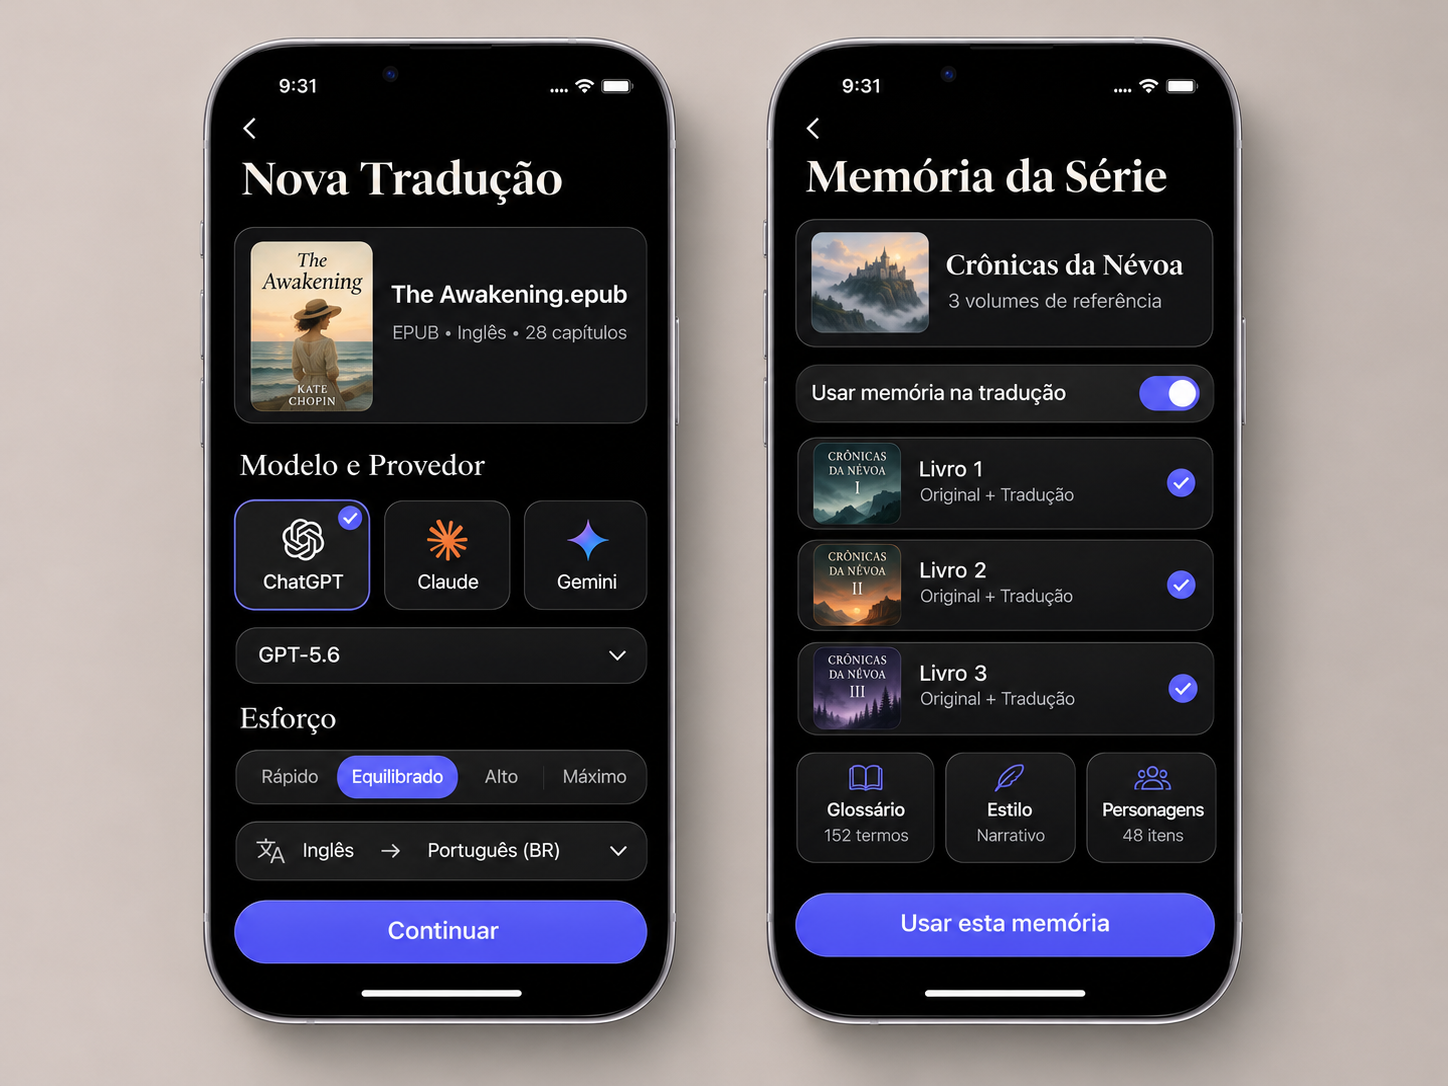 9:31
Nova Tradução
The
Awakening
KATE
CHOPIN
The Awakening.epub
EPUB • Inglês • 28 capítulos
Modelo e Provedor
ChatGPT
Claude
Gemini
GPT-5.6
Esforço
Rápido
Equilibrado
Alto
Máximo
Inglês → Português (BR)
Continuar
9:31
Memória da Série
Crônicas da Névoa
3 volumes de referência
Usar memória na tradução
CRÔNICAS
DA NÉVOA
I
Livro 1
Original + Tradução
CRÔNICAS
DA NÉVOA
II
Livro 2
Original + Tradução
CRÔNICAS
DA NÉVOA
III
Livro 3
Original + Tradução
Glossário
152 termos
Estilo
Narrativo
Personagens
48 itens
Usar esta memória